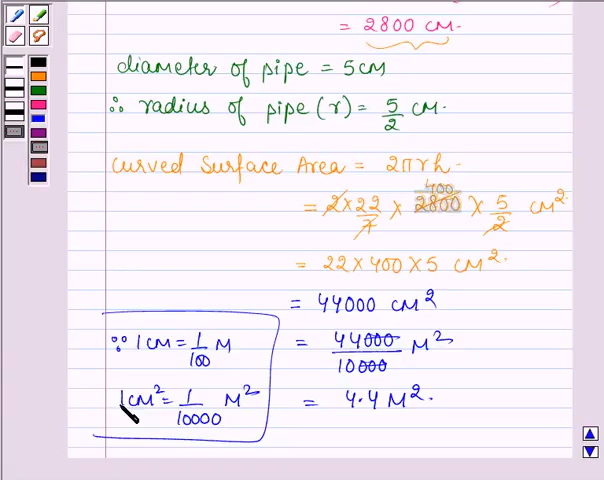 = 2800 cm.
diameter of pipe = 5cm
∴ radius of pipe (r) = 5/2 cm.
Curved Surface Area = 2πrh.
= 2 × 22/7 × 2800 × 5/2 cm²
400
= 22 × 400 × 5 cm².
= 44000 cm²
∵ 1cm = 1/100 m
= 44000/10000 m²
1cm² = 1/10000 m²
= 4.4 m².